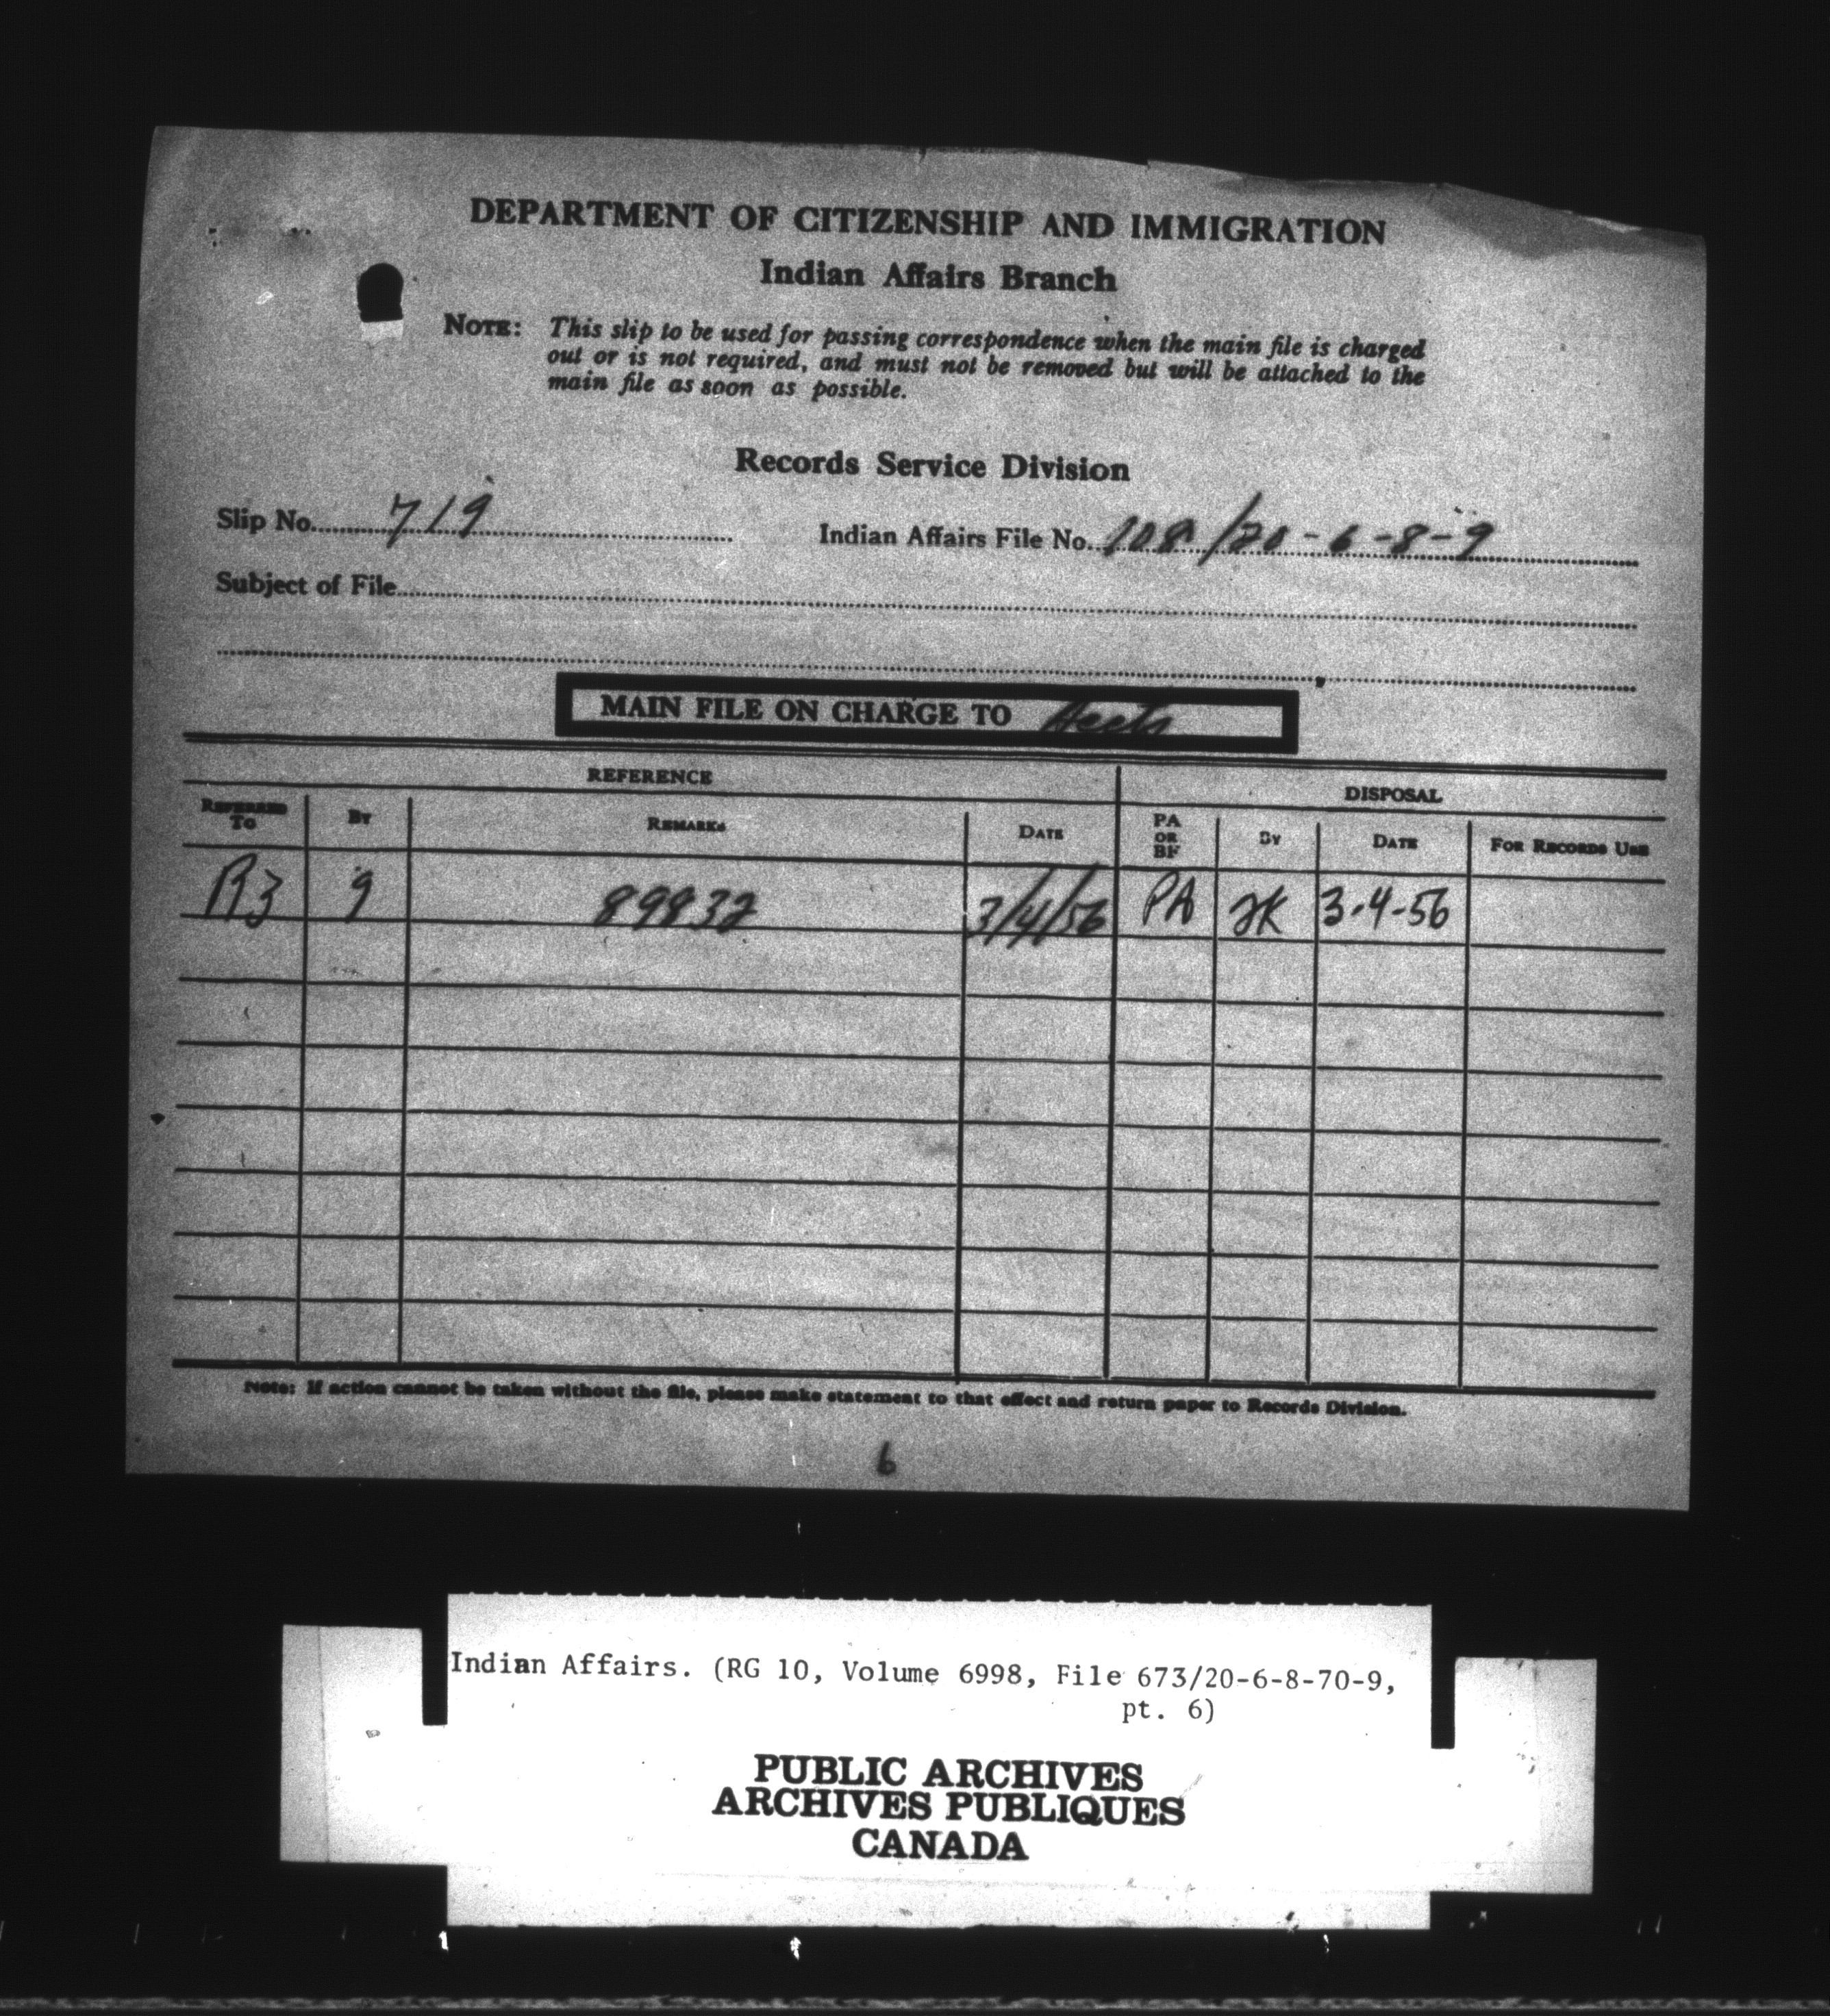 DEPARTMENT OF CITIZENSHIP AND IMMIGRATION
Indian Affairs Branch
NOTE: This slip to be used for passing correspondence when the main file is charged
out or is not required, and must not be removed but will be attached to the
main file as soon as possible.
Records Service Division
Slip No. 719 Indian Affairs File No. 108/20-6-8-9
Subject of File
MAIN FILE ON CHARGE TO
REFERENCE DISPOSAL
REFERRED TO BY REMARKS DATE PA OR BF BY DATE FOR RECORDS USE
R3 9 89832 3/4/56 PA JK 3-4-56
Note: If action cannot be taken without the file, please make statement to that effect and return paper to Records Division.
6
Indian Affairs. (RG 10, Volume 6998, File 673/20-6-8-70-9,
pt. 6)
PUBLIC ARCHIVES
ARCHIVES PUBLIQUES
CANADA